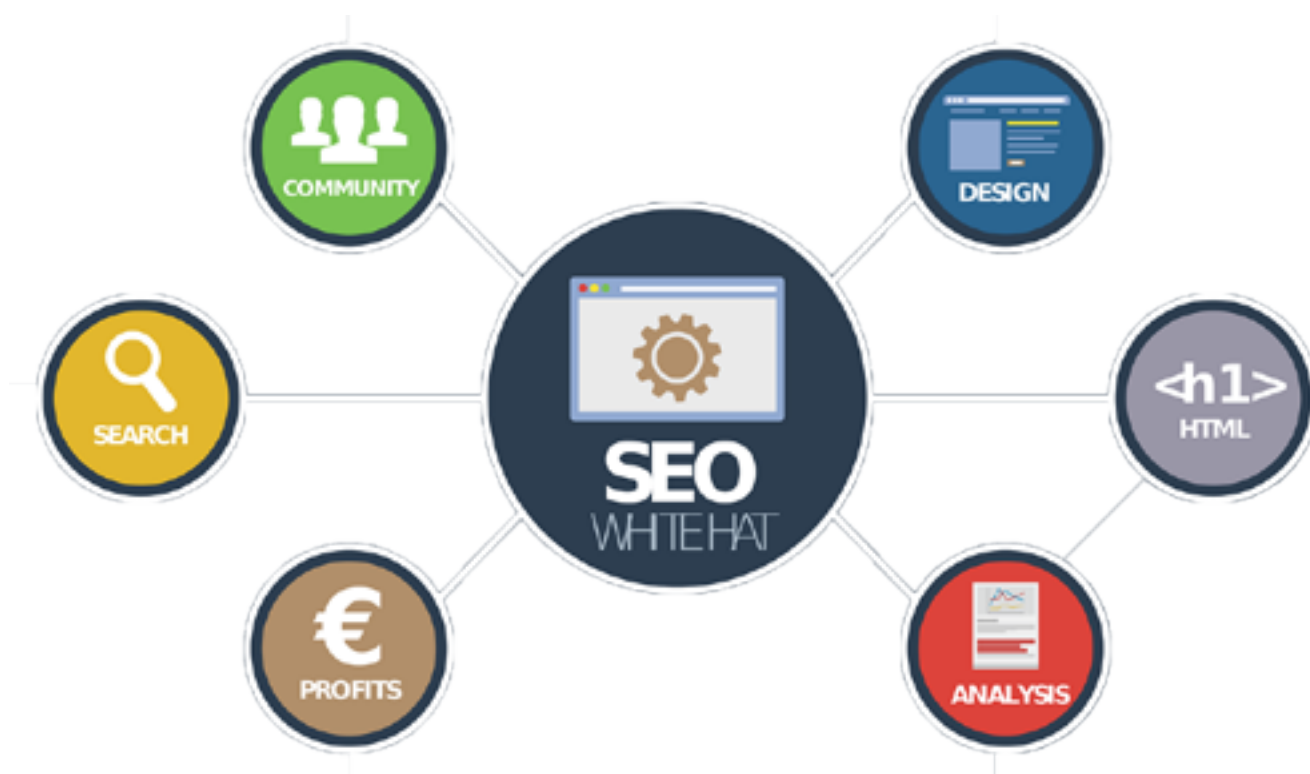 COMMUNITY
DESIGN
SEARCH
SEO
WHITE HAT
<h1>
HTML
€
PROFITS
ANALYSIS